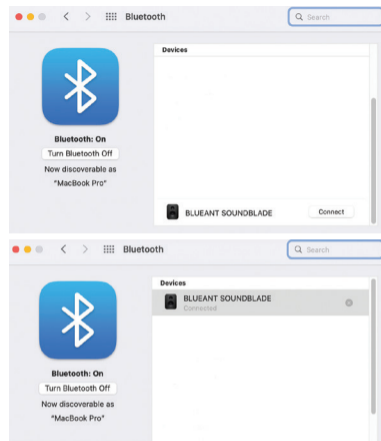 Bluetooth
Search
Devices
Bluetooth: On
Turn Bluetooth Off
Now discoverable as
"MacBook Pro"
BLUEANT SOUNDBLADE
Connect
Bluetooth
Search
Devices
BLUEANT SOUNDBLADE
Connected
Bluetooth: On
Turn Bluetooth Off
Now discoverable as
"MacBook Pro"